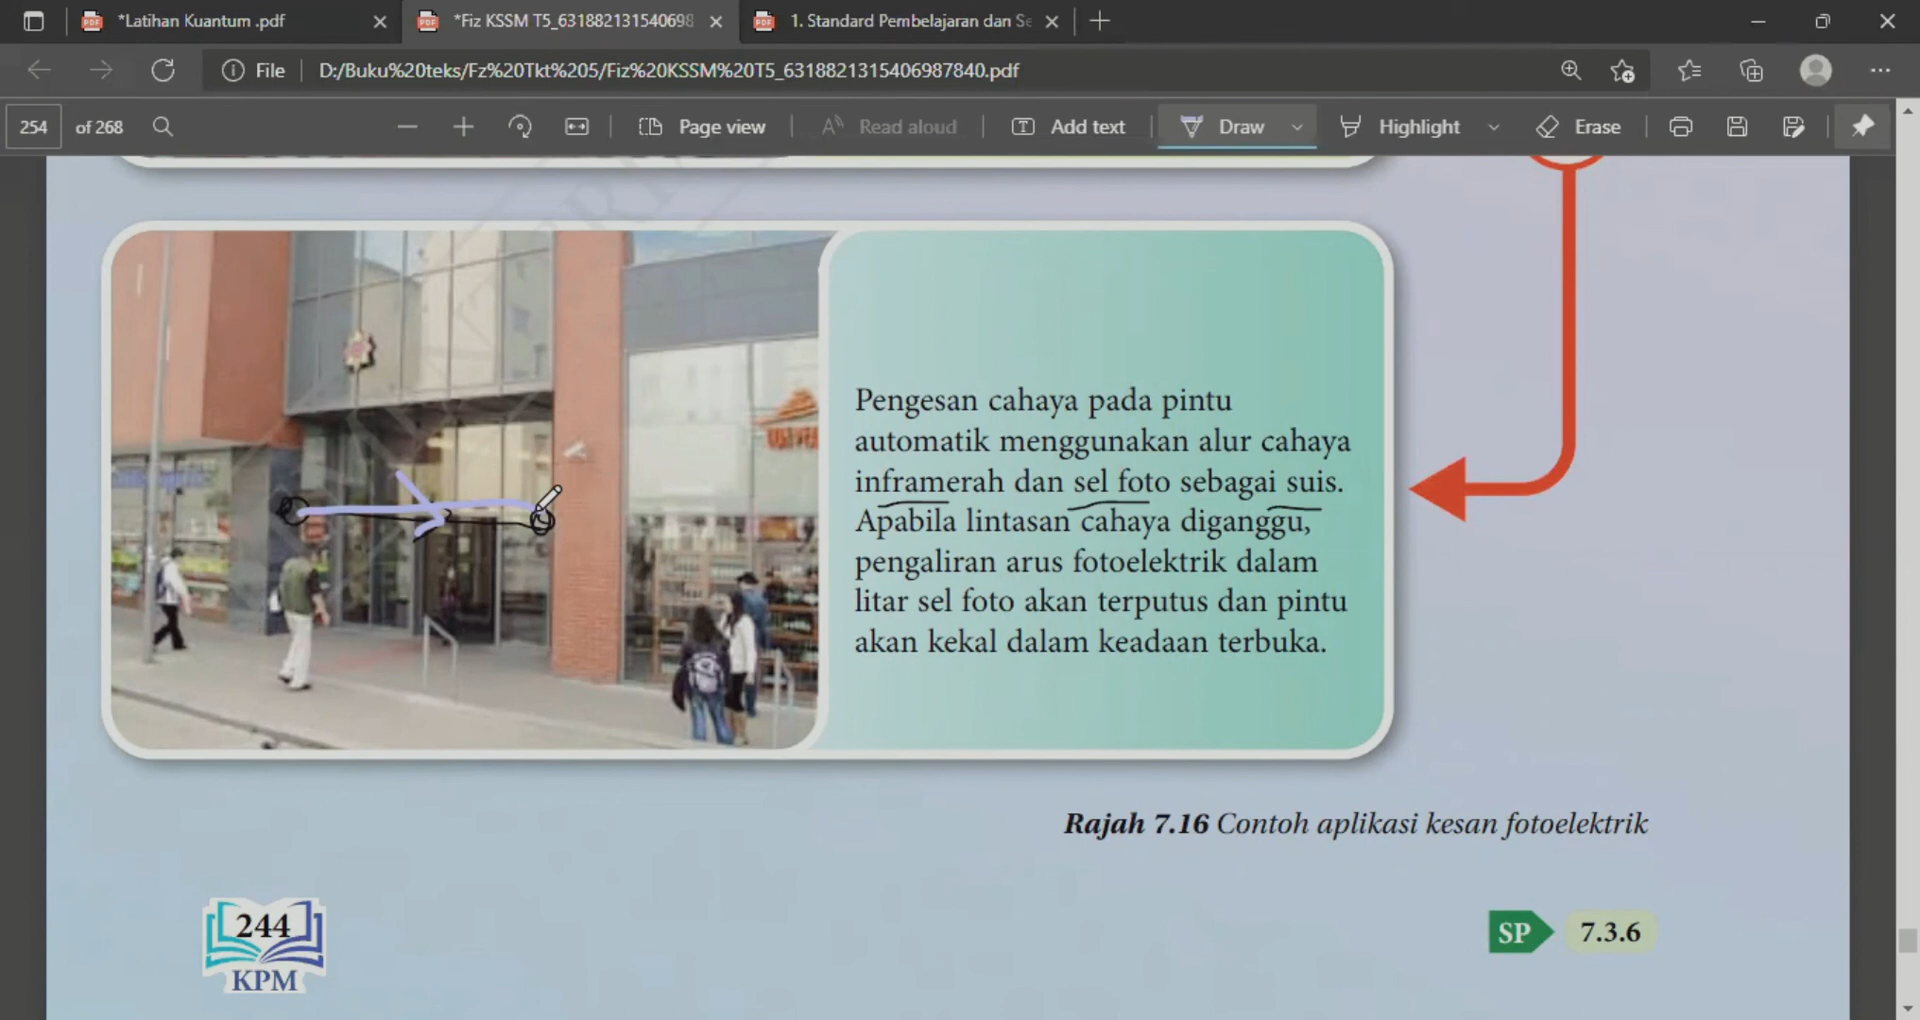 *Latihan Kuantum .pdf
*Fiz KSSM T5_631882131540698
1. Standard Pembelajaran dan Se
File
D:/Buku%20teks/Fz%20Tkt%205/Fiz%20KSSM%20T5_6318821315406987840.pdf
254 of 268
Page view
Read aloud
Add text
Draw
Highlight
Erase
Pengesan cahaya pada pintu
automatik menggunakan alur cahaya
inframerah dan sel foto sebagai suis.
Apabila lintasan cahaya diganggu,
pengaliran arus fotoelektrik dalam
litar sel foto akan terputus dan pintu
akan kekal dalam keadaan terbuka.
Rajah 7.16 Contoh aplikasi kesan fotoelektrik
244
KPM
SP 7.3.6